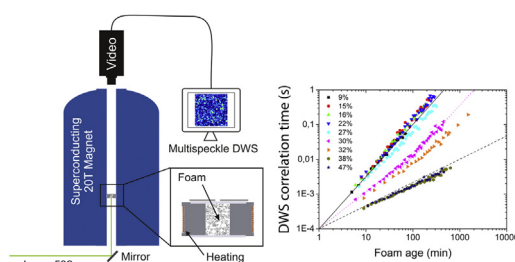 Video
Multispeckle DWS
Superconducting
20T Magnet
Foam
Mirror
Heating
DWS correlation time (s)
1
0,1
0,01
1E-3
1E-4
9%
15%
16%
22%
27%
30%
32%
38%
47%
1
10
100
1000
10000
Foam age (min)